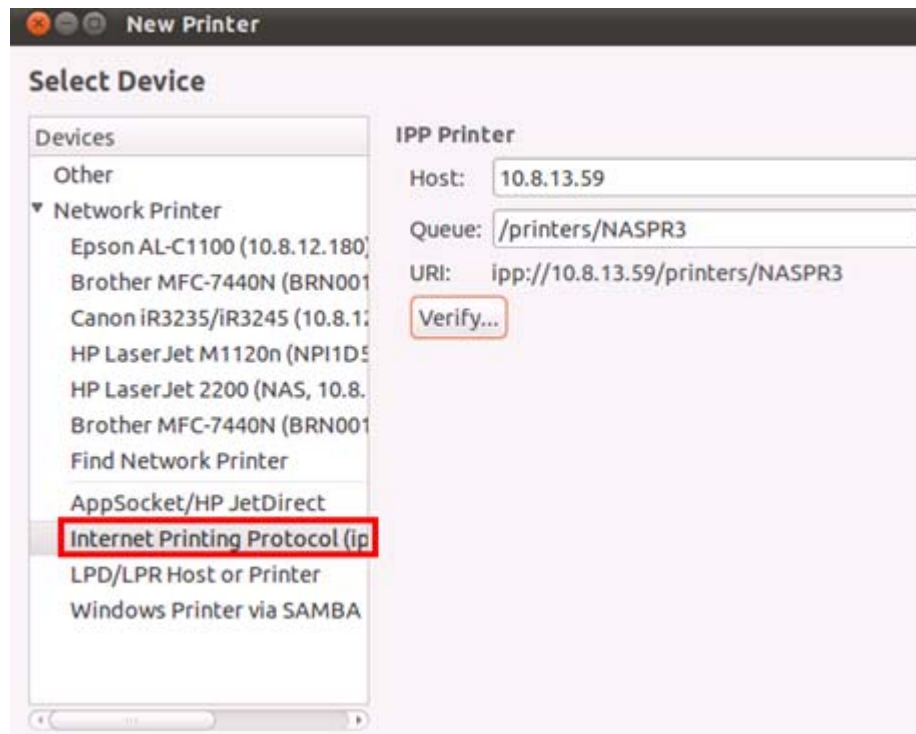 New Printer
Select Device
Devices
Other
Network Printer
Epson AL-C1100 (10.8.12.180)
Brother MFC-7440N (BRN001
Canon iR3235/iR3245 (10.8.12
HP LaserJet M1120n (NPI1D5
HP LaserJet 2200 (NAS, 10.8.
Brother MFC-7440N (BRN001
Find Network Printer
AppSocket/HP JetDirect
Internet Printing Protocol (ip
LPD/LPR Host or Printer
Windows Printer via SAMBA
IPP Printer
Host: 10.8.13.59
Queue: /printers/NASPR3
URI: ipp://10.8.13.59/printers/NASPR3
Verify...